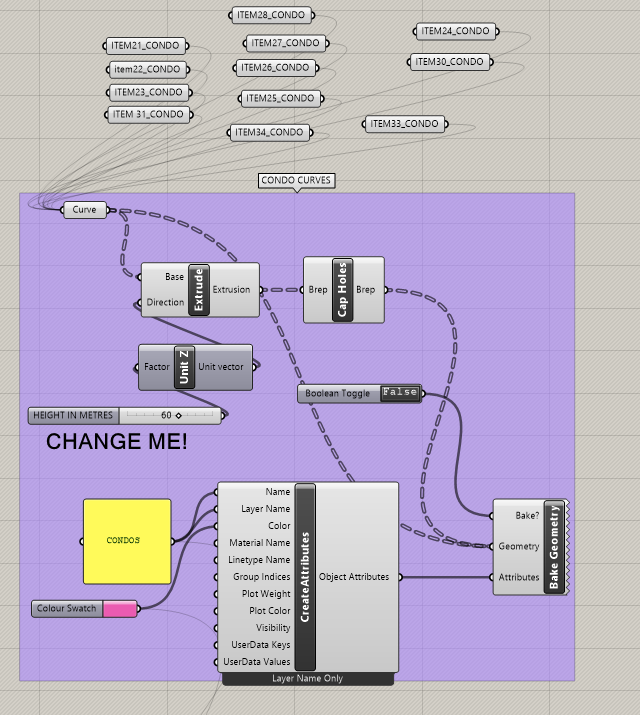 ITEM28_CONDO
ITEM24_CONDO
ITEM21_CONDO
ITEM27_CONDO
ITEM30_CONDO
item22_CONDO
ITEM26_CONDO
ITEM23_CONDO
ITEM25_CONDO
ITEM 31_CONDO
ITEM34_CONDO
ITEM33_CONDO
CONDO CURVES
Curve
Base
Direction
Extrude
Extrusion
Brep
Cap Holes
Brep
Factor
Unit Z
Unit vector
Boolean Toggle
False
HEIGHT IN METRES
60
CHANGE ME!
CONDOS
Colour Swatch
Name
Layer Name
Color
Material Name
Linetype Name
Group Indices
Plot Weight
Plot Color
Visibility
UserData Keys
UserData Values
CreateAttributes
Object Attributes
Layer Name Only
Bake?
Geometry
Attributes
Bake Geometry